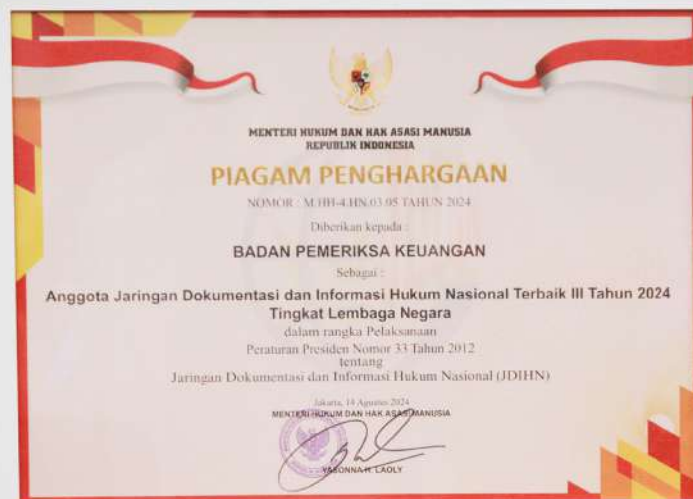 MENTERI HUKUM DAN HAK ASASI MANUSIA
REPUBLIK INDONESIA
PIAGAM PENGHARGAAN
NOMOR : M.HH-4.HN.03.05 TAHUN 2024
Diberikan kepada :
BADAN PEMERIKSA KEUANGAN
Sebagai :
Anggota Jaringan Dokumentasi dan Informasi Hukum Nasional Terbaik III Tahun 2024
Tingkat Lembaga Negara
dalam rangka Pelaksanaan
Peraturan Presiden Nomor 33 Tahun 2012
tentang
Jaringan Dokumentasi dan Informasi Hukum Nasional (JDIHN)
Jakarta, 14 Agustus 2024
MENTERI HUKUM DAN HAK ASASI MANUSIA
YASONNA H. LAOLY